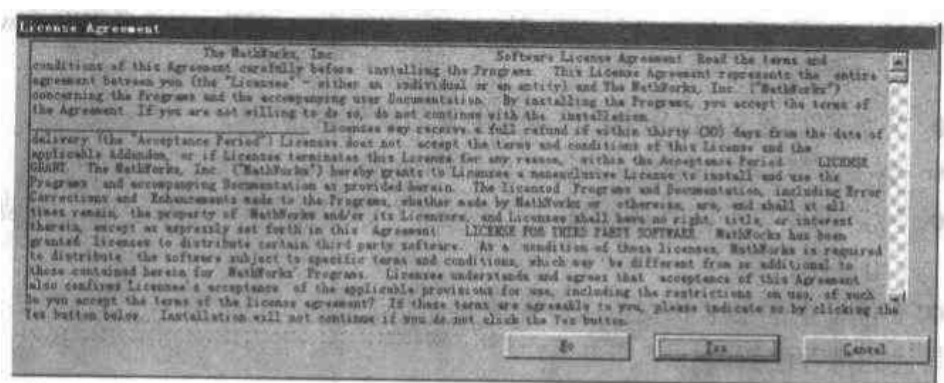 License Agreement
The MathWorks, Inc. Software License Agreement Read the terms and
conditions of this Agreement carefully before installing the Programs. This License Agreement represents the entire
agreement between you (the "Licensee" either an individual or an entity) and The MathWorks, Inc. ("MathWorks")
concerning the Programs and the accompanying user Documentation. By installing the Programs, you accept the terms of
the Agreement. If you are not willing to do so, do not continue with the installation.
Licensee may receive a full refund if within thirty (30) days from the date of
delivery (the "Acceptance Period") Licensee does not accept the terms and conditions of this License and the
applicable Addendum, or if Licensee terminates this License for any reason, within the Acceptance Period LICENSE
GRANT. The MathWorks, Inc. ("MathWorks") hereby grants to Licensee a nonexclusive License to install and use the
Programs and accompanying Documentation as provided herein. The licensed Programs and Documentation, including Error
Corrections and Enhancements made to the Programs, whether made by MathWorks or otherwise, are, and shall at all
times remain, the property of MathWorks and/or its Licensors, and Licensee shall have no right, title, or interest
therein, except as expressly set forth in this Agreement LICENSE FOR THIRD PARTY SOFTWARE MathWorks has been
granted licenses to distribute certain third party software. As a condition of those licenses, MathWorks is required
to distribute the software subject to specific terms and conditions, which may be different from or additional to
those contained herein for MathWorks' Programs. Licensee understands and agrees that acceptance of this Agreement
also confirms Licensee's acceptance of the applicable provisions for use, including the restrictions on use, of such
Do you accept the terms of the license agreement? If these terms are agreeable to you, please indicate so by clicking the
Yes button below. Installation will not continue if you do not click the Yes button.
No Yes Cancel